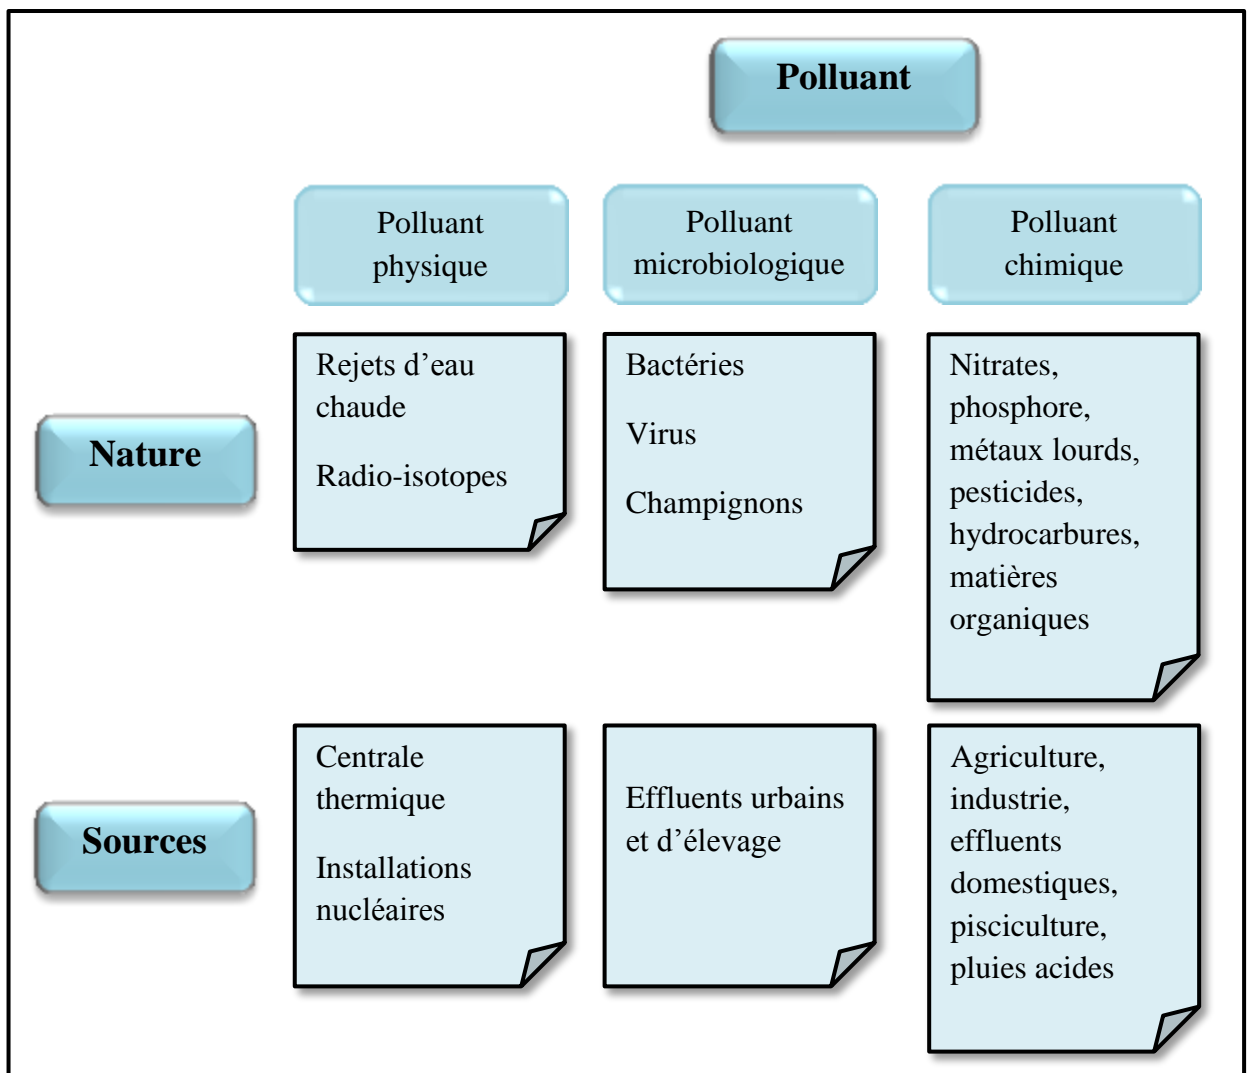 Polluant
Polluant
physique
Polluant
microbiologique
Polluant
chimique
Nature
Rejets d’eau
chaude
Radio-isotopes
Bactéries
Virus
Champignons
Nitrates,
phosphore,
métaux lourds,
pesticides,
hydrocarbures,
matières
organiques
Sources
Centrale
thermique
Installations
nucléaires
Effluents urbains
et d’élevage
Agriculture,
industrie,
effluents
domestiques,
pisciculture,
pluies acides